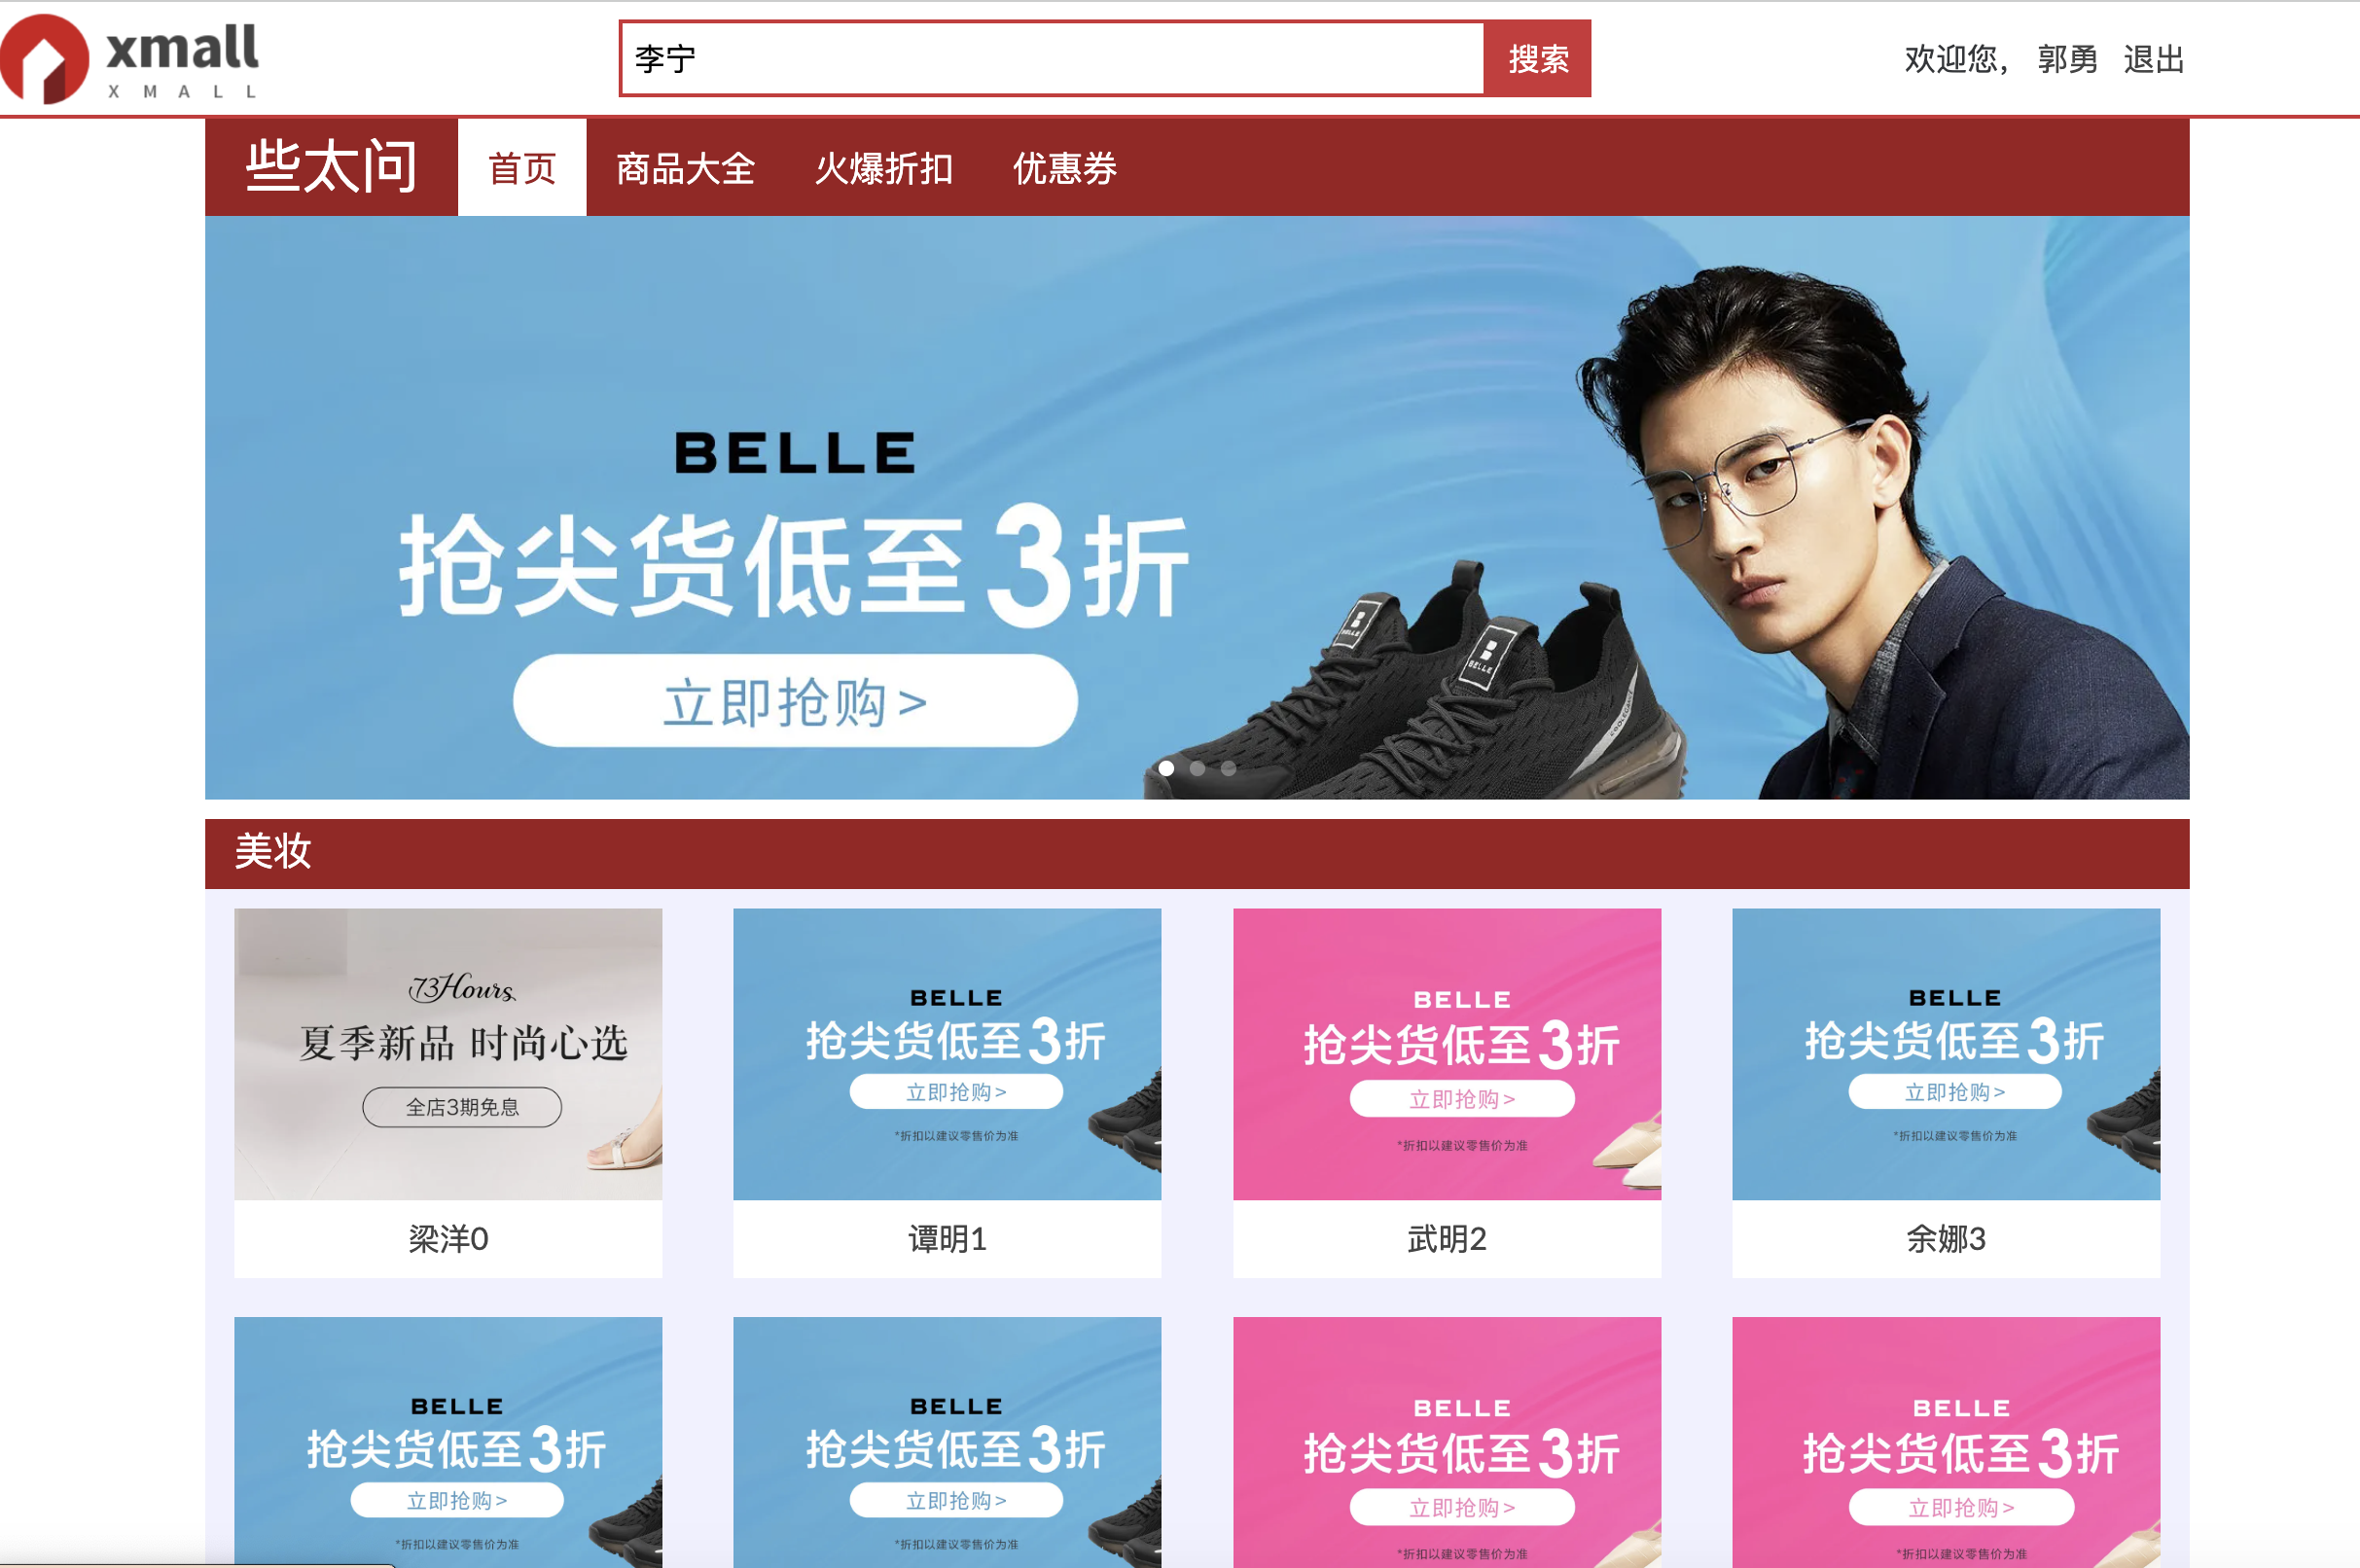 xmall
XMALL
李宁
搜索
欢迎您， 郭勇 退出
些太问 首页 商品大全 火爆折扣 优惠券
BELLE
抢尖货低至3折
立即抢购>
美妆
73Hours
夏季新品 时尚心选
全店3期免息
梁洋0
BELLE
抢尖货低至3折
立即抢购>
*折扣以建议零售价为准
谭明1
BELLE
抢尖货低至3折
立即抢购>
*折扣以建议零售价为准
武明2
BELLE
抢尖货低至3折
立即抢购>
*折扣以建议零售价为准
余娜3
BELLE
抢尖货低至3折
立即抢购>
*折扣以建议零售价为准
BELLE
抢尖货低至3折
立即抢购>
*折扣以建议零售价为准
BELLE
抢尖货低至3折
立即抢购>
*折扣以建议零售价为准
BELLE
抢尖货低至3折
立即抢购>
*折扣以建议零售价为准